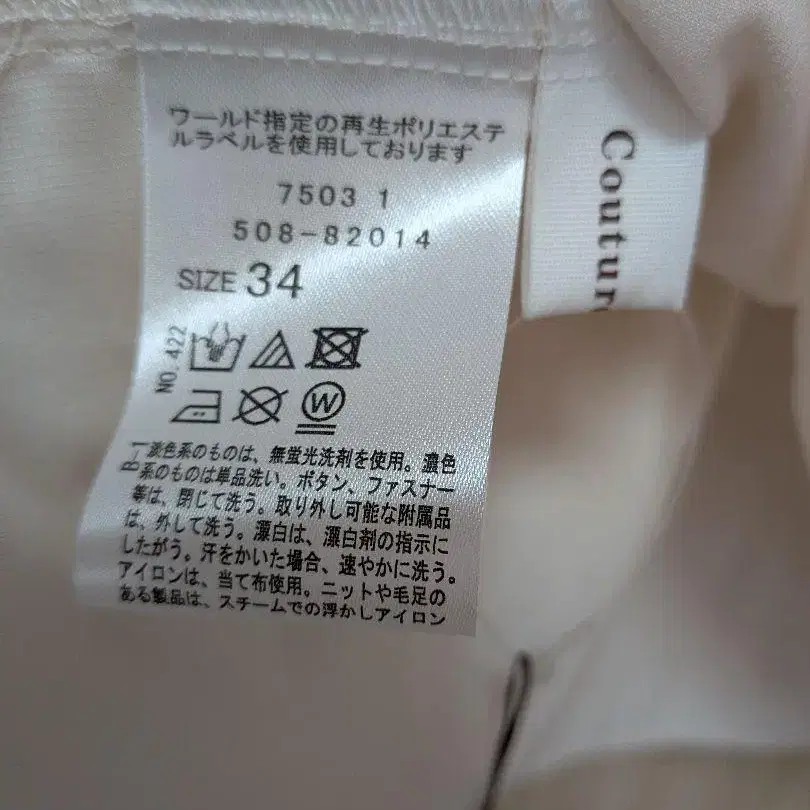 ワールド指定の再生ポリエステ
ルラベルを使用しております
7503 1
508-82014
SIZE 34
NO.422
W
B-1
淡色系のものは、無蛍光洗剤を使用。濃色
系のものは単品洗い。ボタン、ファスナー
等は、閉じて洗う。取り外し可能な附属品
は、外して洗う。漂白は、漂白剤の指示に
したがう。汗をかいた場合、速やかに洗う。
アイロンは、当て布使用。ニットや毛足の
ある製品は、スチームでの浮かしアイロン
Couture